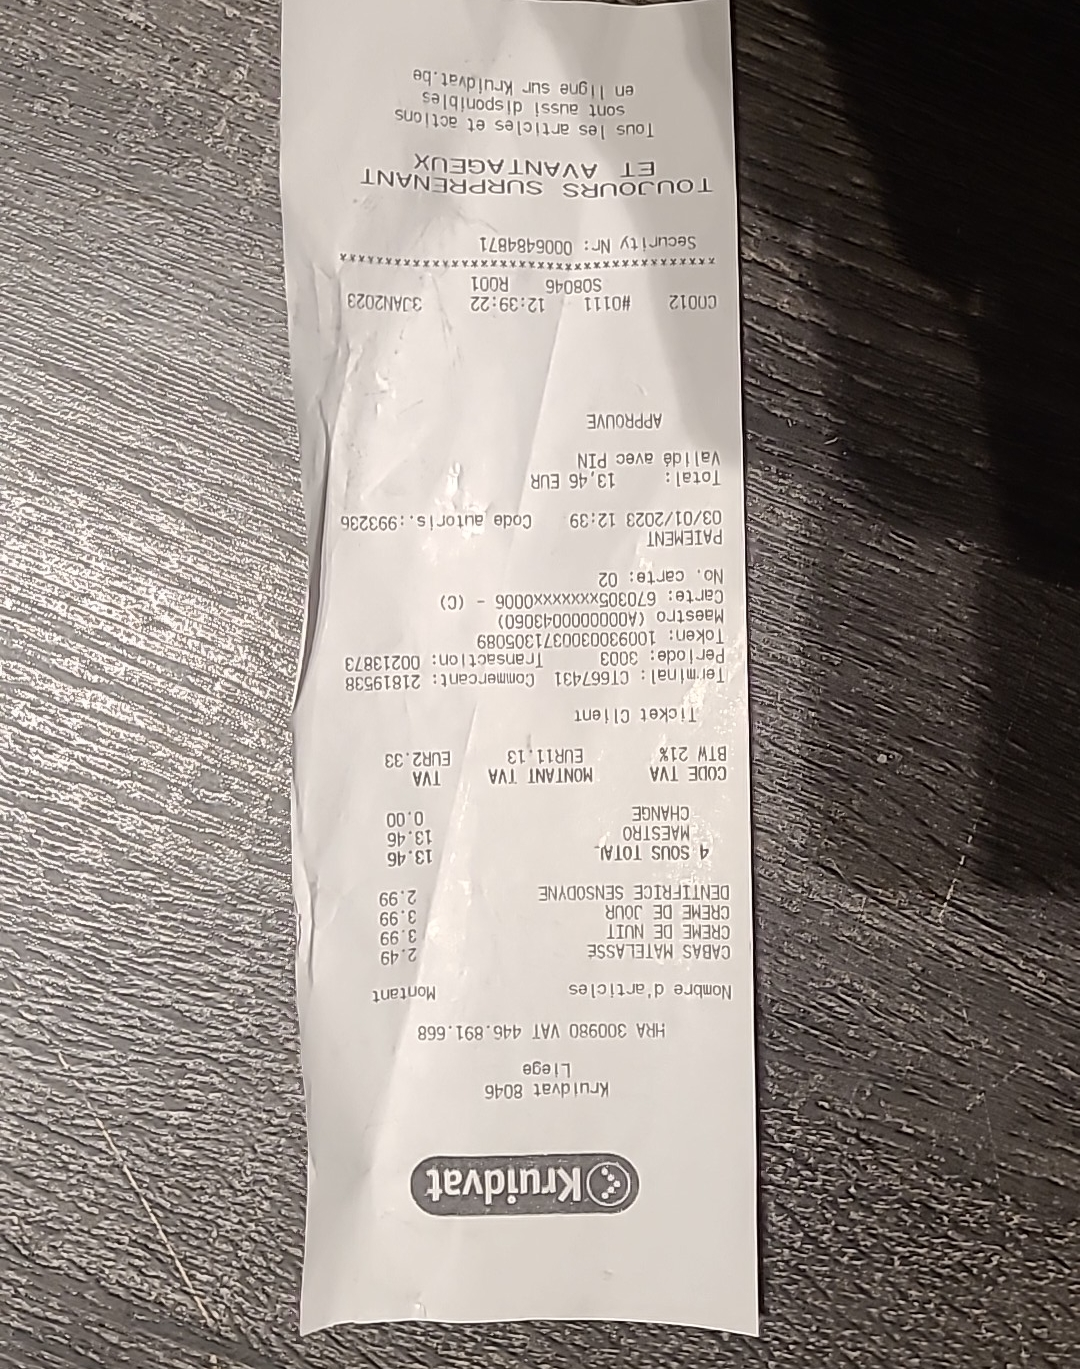 Kruidvat
Kruidvat 8046
Liege
HRA 300980 VAT 446.891.668
Nombre d'articles Montant
CABAS MATELASSE 2.49
CREME DE NUIT 3.99
CREME DE JOUR 3.99
DENTIFRICE SENSODYNE 2.99
4 SOUS TOTAL 13.46
MAESTRO 13.46
CHANGE 0.00
CODE TVA MONTANT TVA TVA
BTW 21% EUR11.13 EUR2.33
Ticket Client
Terminal: CT667431 Commercant: 21819538
Periode: 3003 Transaction: 00213873
Token: 1009300300371305089
Maestro (A0000000043060)
Carte: 670305xxxxxxxxx0006 - (C)
No. carte: 02
PAIEMENT
03/01/2023 12:39 Code autoris.:993236
Total: 13,46 EUR
Validé avec PIN
APPROUVE
C0012 #0111 12:39:22 3JAN2023
S08046 R001
******************************************
Security Nr: 0006484871
TOUJOURS SURPRENANT
ET AVANTAGEUX
Tous les articles et actions
sont aussi disponibles
en ligne sur Kruidvat.be